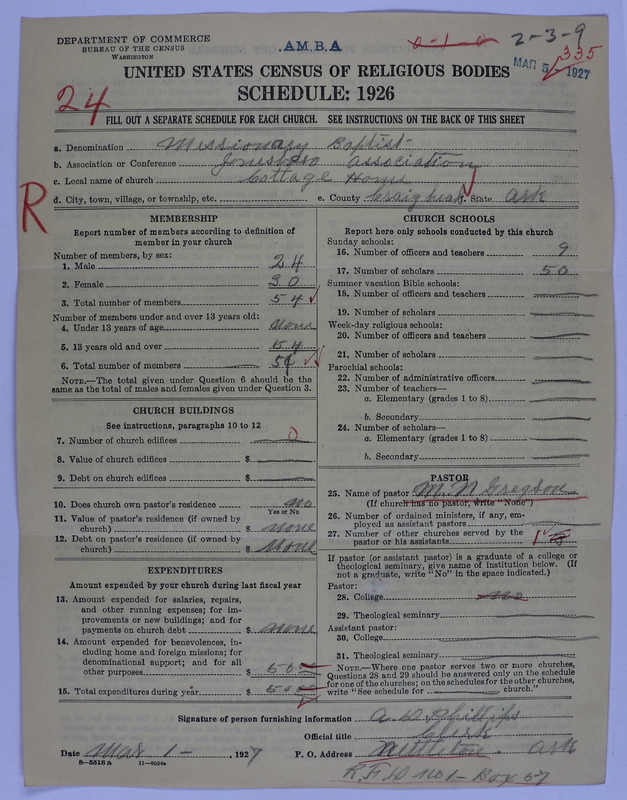 DEPARTMENT OF COMMERCE
BUREAU OF THE CENSUS
WASHINGTON
.AM.B.A
0-1-0
2-3-9
335
MAR 5 1927
UNITED STATES CENSUS OF RELIGIOUS BODIES
SCHEDULE: 1926
24
FILL OUT A SEPARATE SCHEDULE FOR EACH CHURCH. SEE INSTRUCTIONS ON THE BACK OF THIS SHEET
R
a. Denomination Missionary Baptist
b. Association or Conference Jonesboro association
c. Local name of church Cottage Home
d. City, town, village, or township, etc. e. County Craighead f. State Ark
MEMBERSHIP
Report number of members according to definition of
member in your church
Number of members, by sex:
1. Male 24
2. Female 30
3. Total number of members 54
Number of members under and over 13 years old:
4. Under 13 years of age none
5. 13 years old and over 54
6. Total number of members 54
NOTE.—The total given under Question 6 should be the
same as the total of males and females given under Question 3.
CHURCH BUILDINGS
See instructions, paragraphs 10 to 12
7. Number of church edifices 0
8. Value of church edifices $
9. Debt on church edifices $
10. Does church own pastor's residence no
Yes or No
11. Value of pastor's residence (if owned by
church) $ none
12. Debt on pastor's residence (if owned by
church) $ None
EXPENDITURES
Amount expended by your church during last fiscal year
13. Amount expended for salaries, repairs,
and other running expenses; for im-
provements or new buildings; and for
payments on church debt $ none
14. Amount expended for benevolences, in-
cluding home and foreign missions; for
denominational support; and for all
other purposes $
15. Total expenditures during year $
CHURCH SCHOOLS
Report here only schools conducted by this church
Sunday schools:
16. Number of officers and teachers 9
17. Number of scholars 50
Summer vacation Bible schools:
18. Number of officers and teachers
19. Number of scholars
Week-day religious schools:
20. Number of officers and teachers
21. Number of scholars
Parochial schools:
22. Number of administrative officers
23. Number of teachers—
a. Elementary (grades 1 to 8)
b. Secondary
24. Number of scholars—
a. Elementary (grades 1 to 8)
b. Secondary
PASTOR
25. Name of pastor M. N Gregson
(If church has no pastor, write "None")
26. Number of ordained ministers, if any, em-
ployed as assistant pastors
27. Number of other churches served by the
pastor or his assistants 1
If pastor (or assistant pastor) is a graduate of a college or
theological seminary, give name of institution below. (If
not a graduate, write "No" in the space indicated.)
Pastor:
28. College no
29. Theological seminary
Assistant pastor:
30. College
31. Theological seminary
NOTE.—Where one pastor serves two or more churches,
Questions 28 and 29 should be answered only on the schedule
for one of the churches; on the schedules for the other churches,
write "See schedule for church."
Signature of person furnishing information Phillips
Official title Clerk
Date Mar 1 - , 1927 P. O. Address Nettleton - Ark
8-5518 a 11-9054a
R.F.D no 1- Box 57